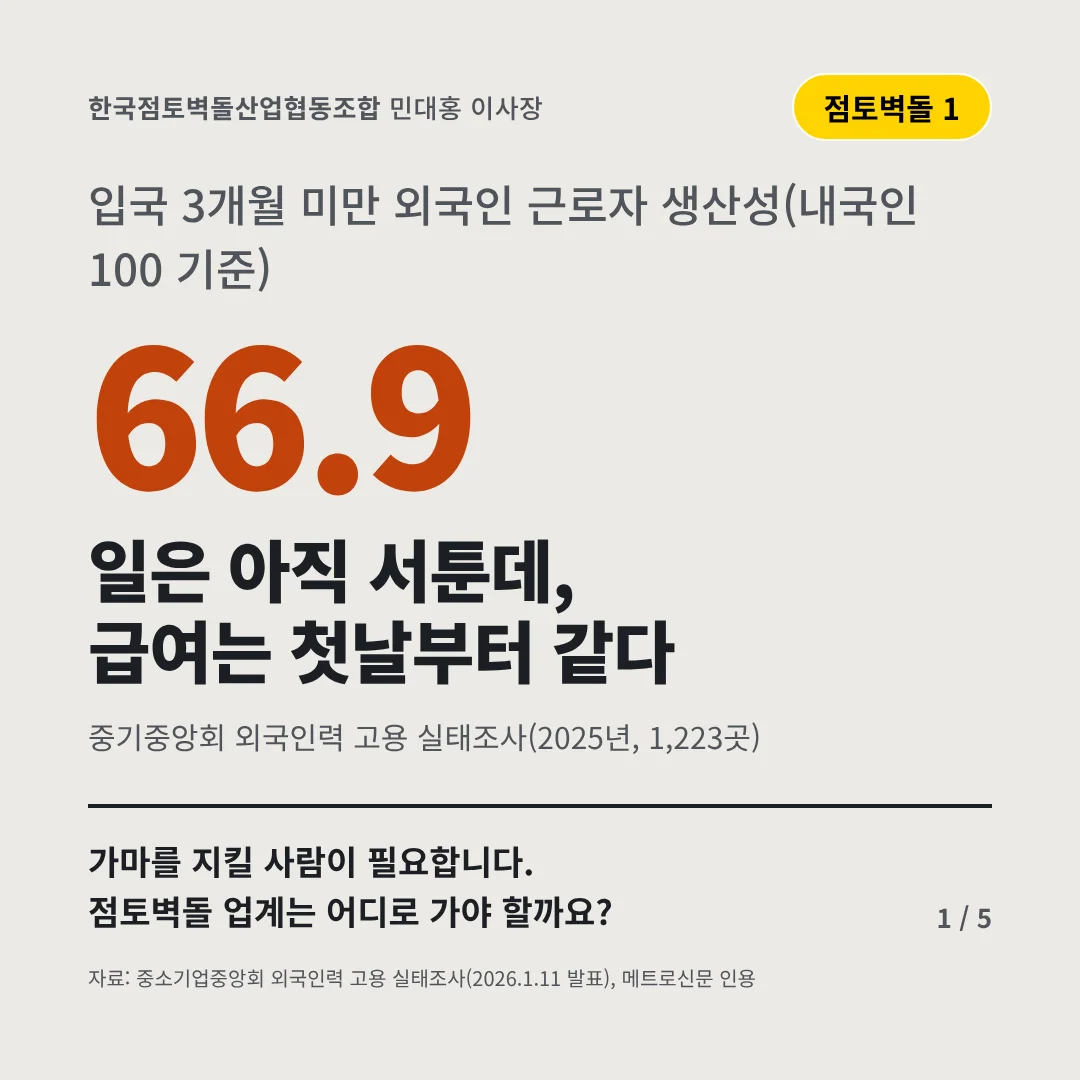 한국점토벽돌산업협동조합 민대홍 이사장
점토벽돌 1
입국 3개월 미만 외국인 근로자 생산성(내국인
100 기준)
66.9
일은 아직 서툰데,
급여는 첫날부터 같다
중기중앙회 외국인력 고용 실태조사(2025년, 1,223곳)
가마를 지킬 사람이 필요합니다.
점토벽돌 업계는 어디로 가야 할까요?
1 / 5
자료: 중소기업중앙회 외국인력 고용 실태조사(2026.1.11 발표), 메트로신문 인용